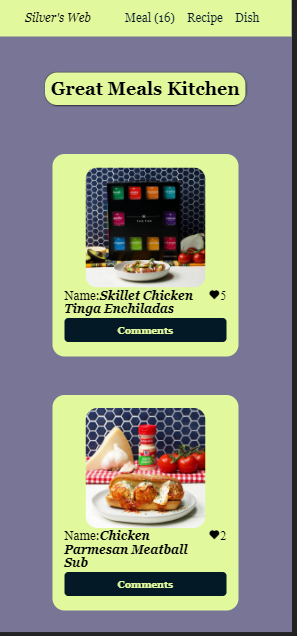 Silver's Web Meal (16) Recipe Dish
Great Meals Kitchen
Name:Skillet Chicken ♥5
Tinga Enchiladas
Comments
Name:Chicken ♥2
Parmesan Meatball
Sub
Comments